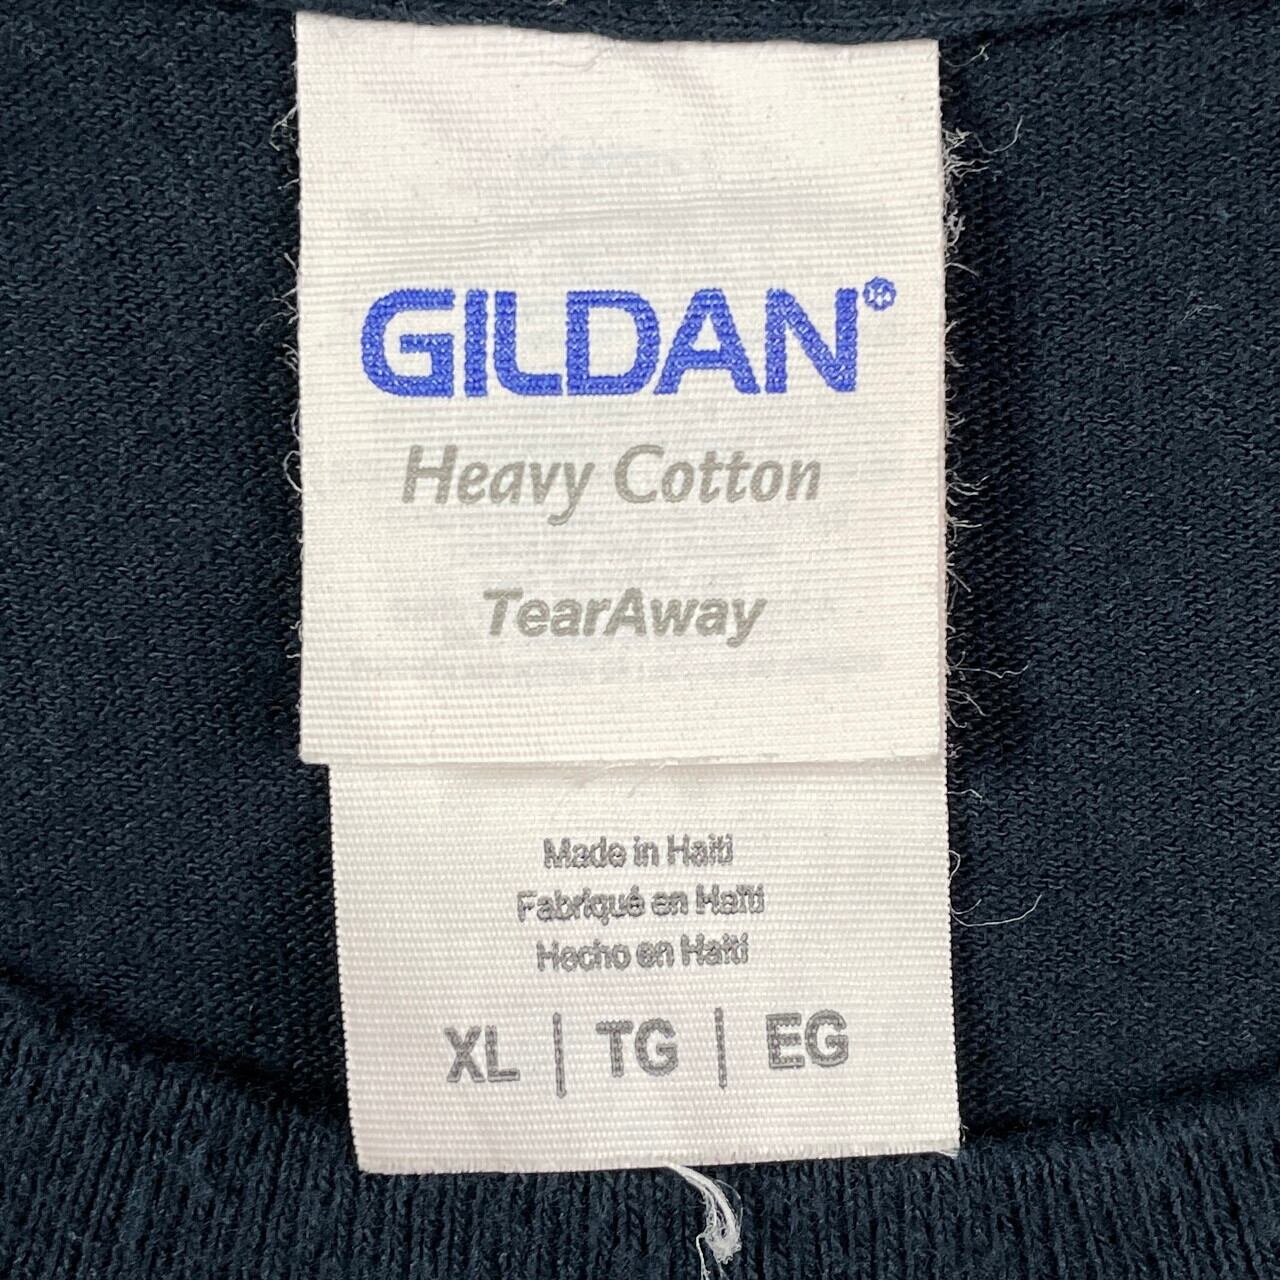 GILDAN®
Heavy Cotton
TearAway
Made in Haiti
Fabriqué en Haïti
Hecho en Haití
XL | TG | EG